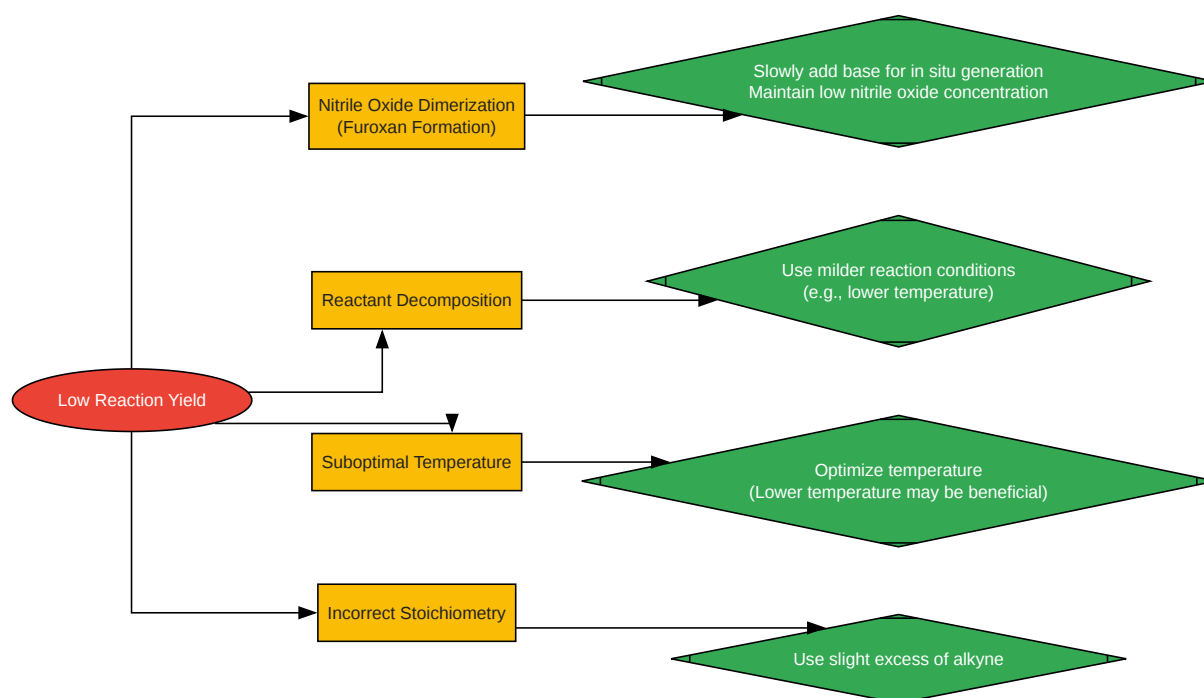 Slowly add base for in situ generation
Maintain low nitrile oxide concentration
Nitrile Oxide Dimerization
(Furoxan Formation)
Use milder reaction conditions
(e.g., lower temperature)
Reactant Decomposition
Low Reaction Yield
Suboptimal Temperature
Optimize temperature
(Lower temperature may be beneficial)
Incorrect Stoichiometry
Use slight excess of alkyne